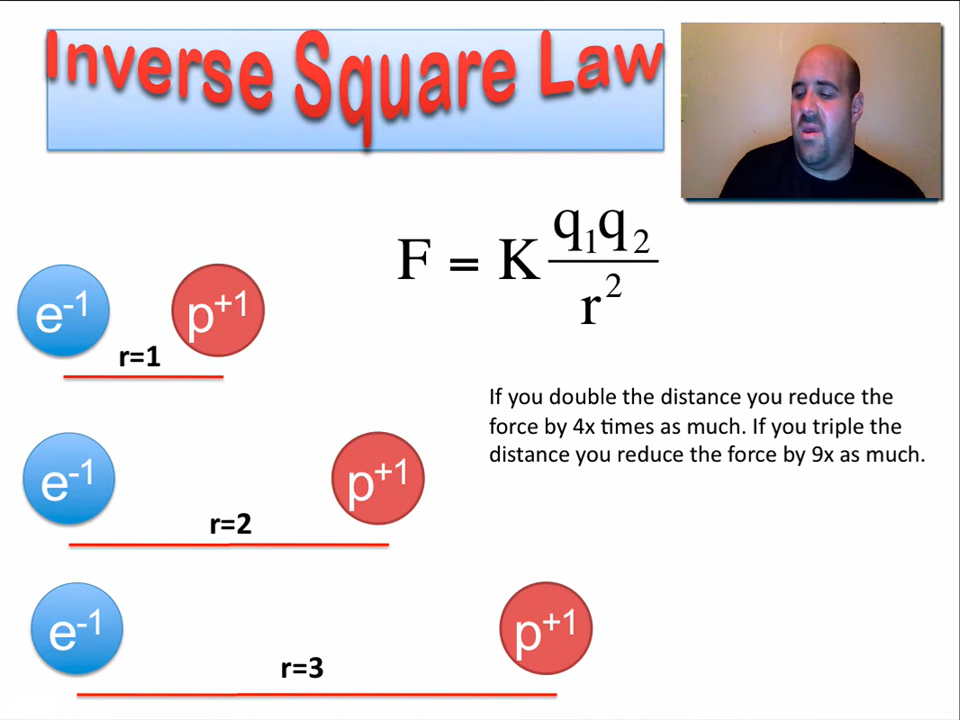 Inverse Square Law
F = K q₁q₂ / r²
e⁻¹ p⁺¹
r=1
If you double the distance you reduce the
force by 4x times as much. If you triple the
distance you reduce the force by 9x as much.
e⁻¹ p⁺¹
r=2
e⁻¹ p⁺¹
r=3